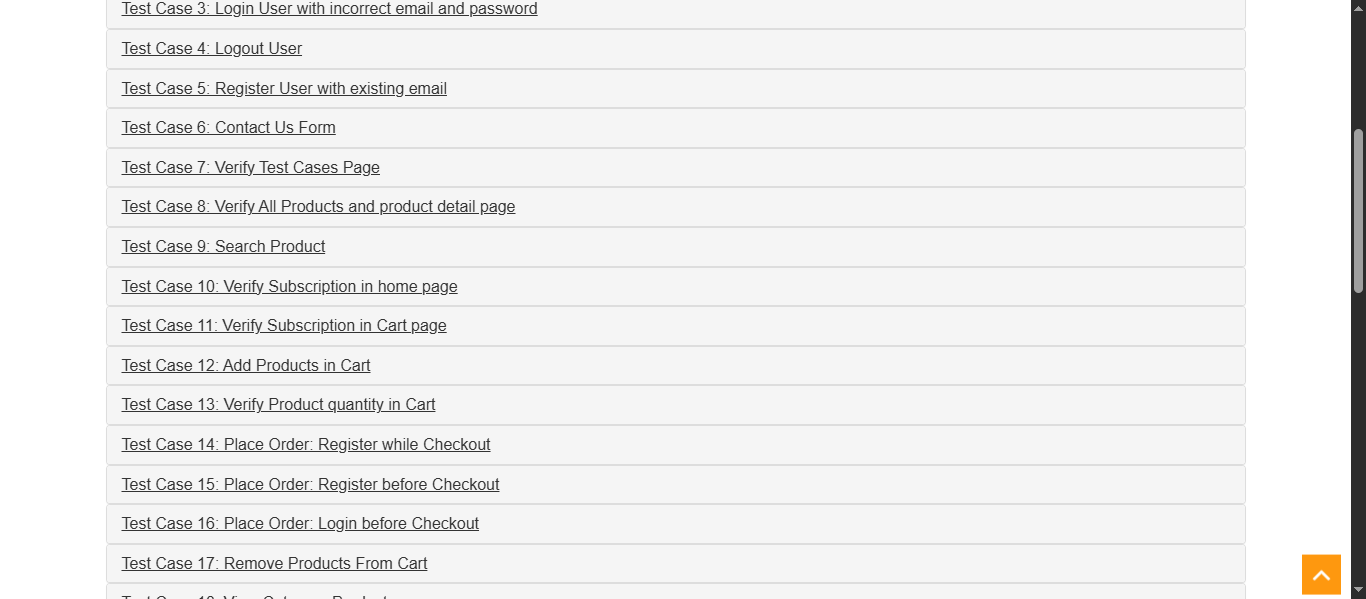 Test Case 3: Login User with incorrect email and password
Test Case 4: Logout User
Test Case 5: Register User with existing email
Test Case 6: Contact Us Form
Test Case 7: Verify Test Cases Page
Test Case 8: Verify All Products and product detail page
Test Case 9: Search Product
Test Case 10: Verify Subscription in home page
Test Case 11: Verify Subscription in Cart page
Test Case 12: Add Products in Cart
Test Case 13: Verify Product quantity in Cart
Test Case 14: Place Order: Register while Checkout
Test Case 15: Place Order: Register before Checkout
Test Case 16: Place Order: Login before Checkout
Test Case 17: Remove Products From Cart